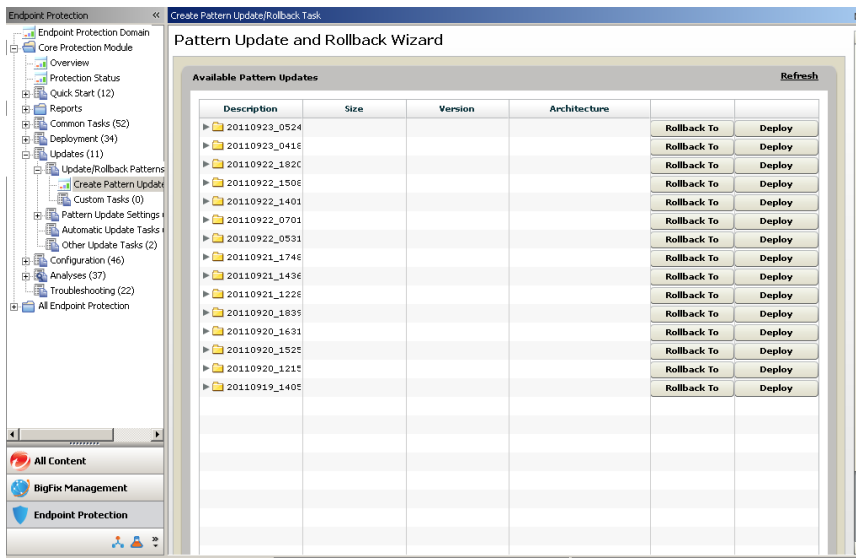 Endpoint Protection
«
Create Pattern Update/Rollback Task
Endpoint Protection Domain
Core Protection Module
Overview
Protection Status
Quick Start (12)
Reports
Common Tasks (52)
Deployment (34)
Updates (11)
Update/Rollback Patterns
Create Pattern Update
Custom Tasks (0)
Pattern Update Settings
Automatic Update Tasks
Other Update Tasks (2)
Configuration (46)
Analyses (37)
Troubleshooting (22)
All Endpoint Protection
All Content
BigFix Management
Endpoint Protection
»
Pattern Update and Rollback Wizard
Available Pattern Updates Refresh
Description Size Version Architecture
20110923_0524 Rollback To Deploy
20110923_0418 Rollback To Deploy
20110922_1820 Rollback To Deploy
20110922_1508 Rollback To Deploy
20110922_1401 Rollback To Deploy
20110922_0701 Rollback To Deploy
20110922_0531 Rollback To Deploy
20110921_1748 Rollback To Deploy
20110921_1436 Rollback To Deploy
20110921_1228 Rollback To Deploy
20110920_1839 Rollback To Deploy
20110920_1631 Rollback To Deploy
20110920_1525 Rollback To Deploy
20110920_1215 Rollback To Deploy
20110919_1405 Rollback To Deploy